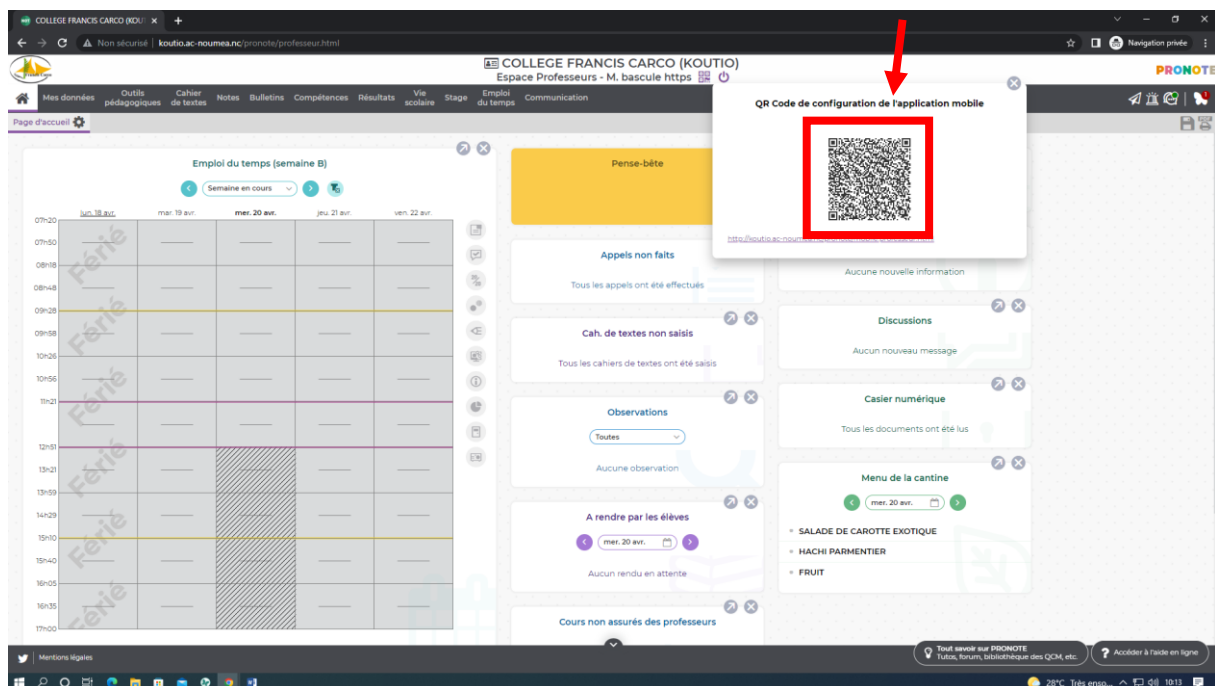 COLLEGE FRANCIS CARCO (KOU
Non sécurisé | koutio.ac-noumea.nc/pronote/professeur.html
Navigation privée
COLLEGE FRANCIS CARCO (KOUTIO)
Espace Professeurs - M. bascule https
PRONOTE
Mes données
Outils pédagogiques
Cahier de textes
Notes
Bulletins
Compétences
Résultats
Vie scolaire
Stage
Emploi du temps
Communication
Page d'accueil
QR Code de configuration de l'application mobile
Emploi du temps (semaine B)
Semaine en cours
lun. 18 avr.
mar. 19 avr.
mer. 20 avr.
jeu. 21 avr.
ven. 22 avr.
07h20
07h50
08h18
08h48
09h28
09h58
10h26
10h56
11h21
12h51
13h21
13h59
14h29
15h10
15h40
16h05
16h35
17h00
Férié
Férié
Férié
Férié
Férié
Férié
Férié
Pense-bête
Appels non faits
Tous les appels ont été effectués
Cah. de textes non saisis
Tous les cahiers de textes ont été saisis
Observations
Toutes
Aucune observation
A rendre par les élèves
mer. 20 avr.
Aucun rendu en attente
Cours non assurés des professeurs
Aucune nouvelle information
Discussions
Aucun nouveau message
Casier numérique
Tous les documents ont été lus
Menu de la cantine
mer. 20 avr.
SALADE DE CAROTTE EXOTIQUE
HACHI PARMENTIER
FRUIT
Mentions légales
Tout savoir sur PRONOTE
Tutos, forum, bibliothèque des QCM, etc.
? Accéder à l'aide en ligne
28°C Très enso...
10:13